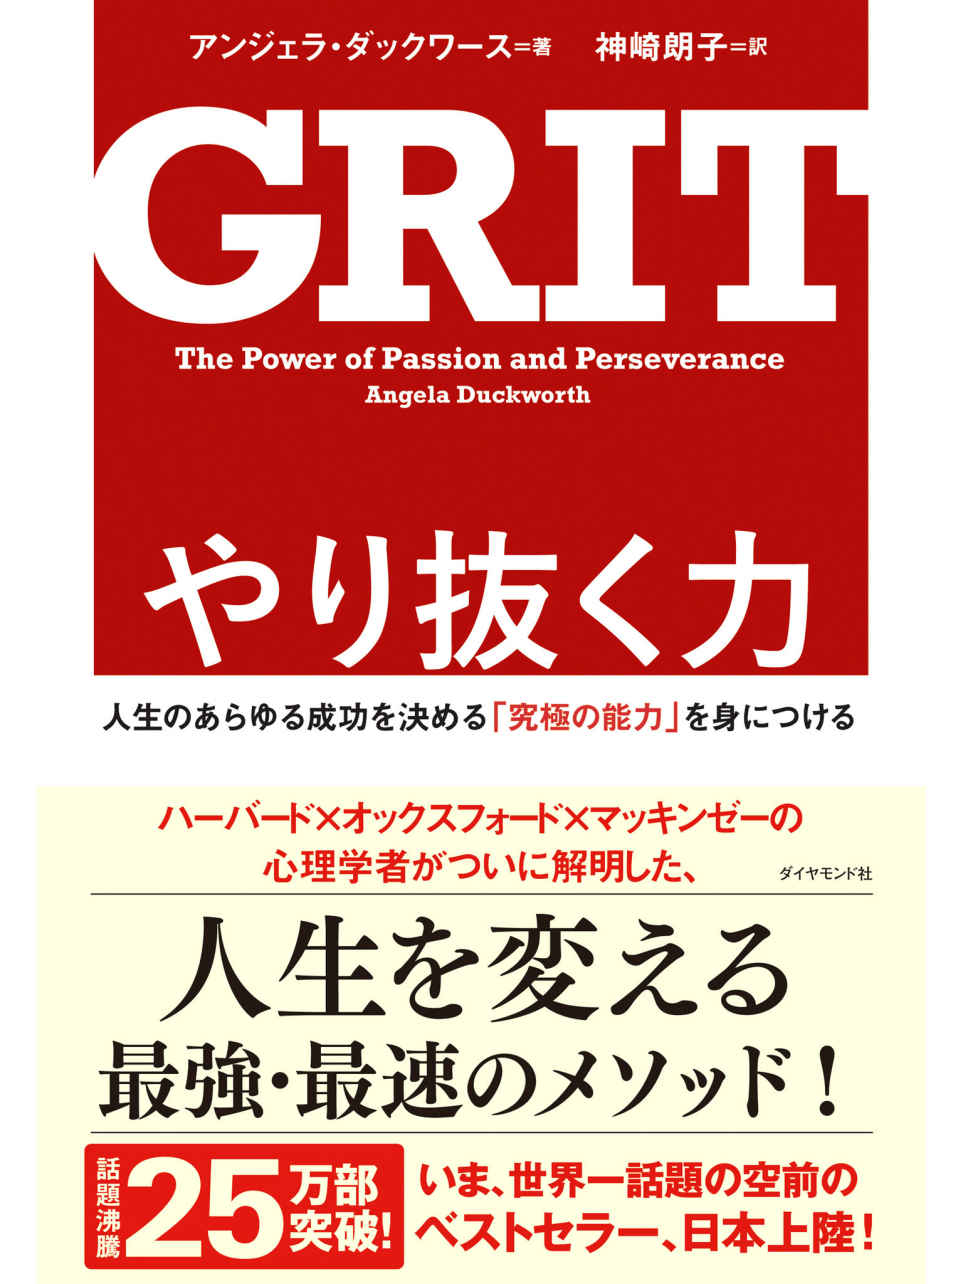 アンジェラ・ダックワース=著　神崎朗子=訳
GRIT
The Power of Passion and Perseverance
Angela Duckworth
やり抜く力
人生のあらゆる成功を決める「究極の能力」を身につける
ハーバード×オックスフォード×マッキンゼーの
心理学者がついに解明した、
ダイヤモンド社
人生を変える
最強・最速のメソッド！
話題沸騰
25万部突破!
いま、世界一話題の空前の
ベストセラー、日本上陸！